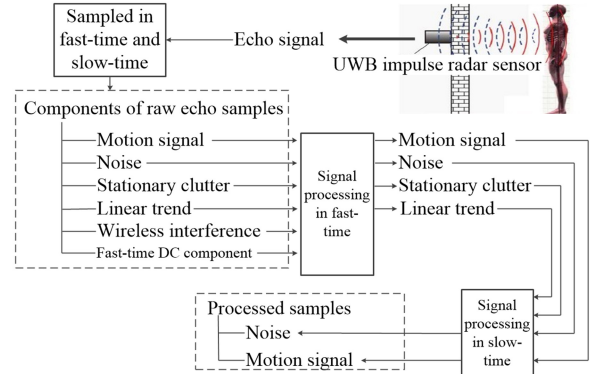 Sampled in
fast-time and
slow-time
Echo signal
UWB impulse radar sensor
Components of raw echo samples
Motion signal
Noise
Stationary clutter
Linear trend
Wireless interference
Fast-time DC component
Signal
processing
in fast-
time
Motion signal
Noise
Stationary clutter
Linear trend
Signal
processing
in slow-
time
Processed samples
Noise
Motion signal